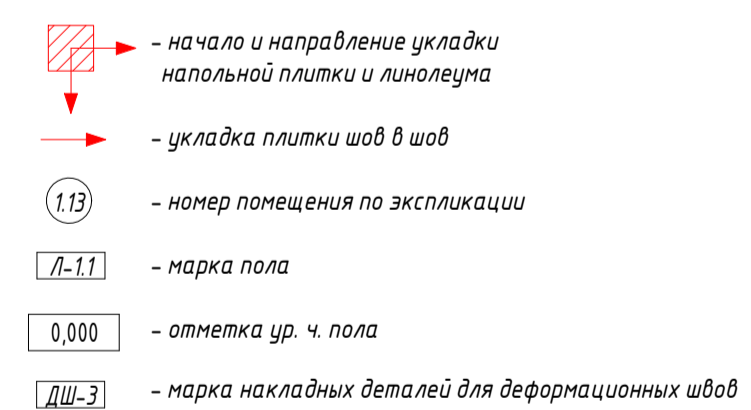 - начало и направление укладки
напольной плитки и линолеума
- укладка плитки шов в шов
1.13 - номер помещения по экспликации
Л-1.1 - марка пола
0,000 - отметка ур. ч. пола
ДШ-3 - марка накладных деталей для деформационных швов